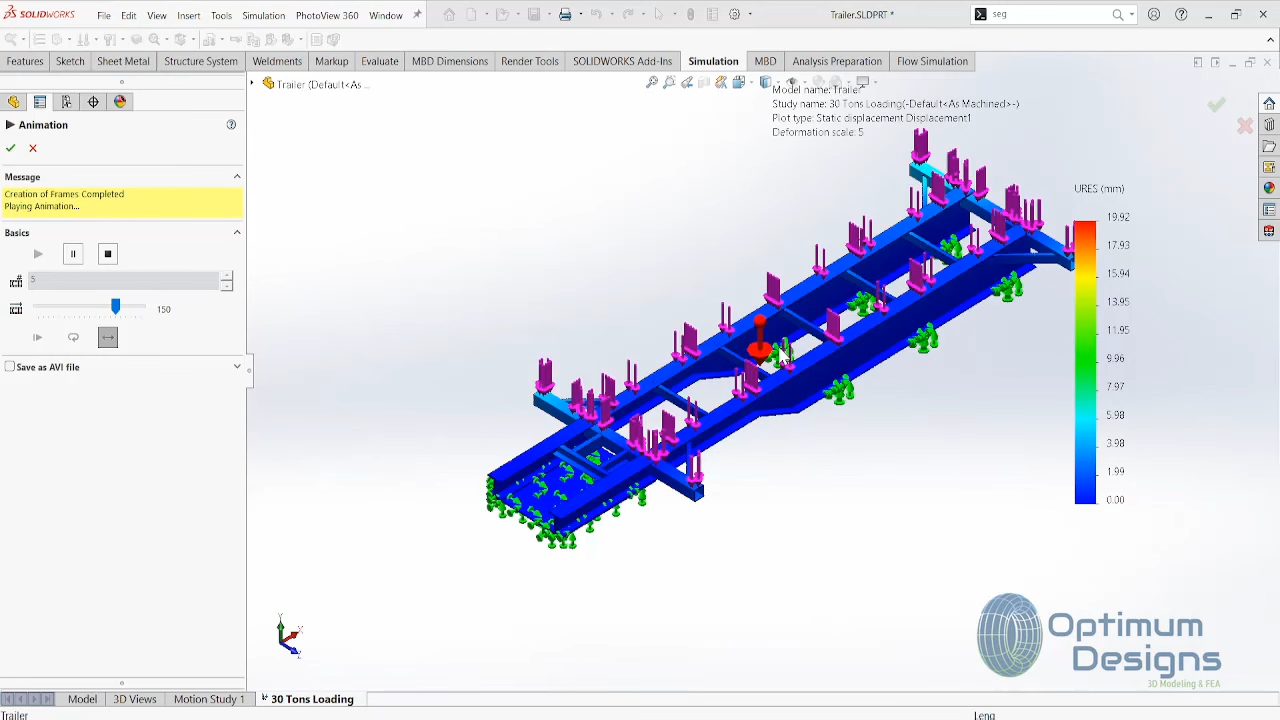 SOLIDWORKS File Edit View Insert Tools Simulation PhotoView 360 Window Trailer.SLDPRT * seg
Features Sketch Sheet Metal Structure System Weldments Markup Evaluate MBD Dimensions Render Tools SOLIDWORKS Add-Ins Simulation MBD Analysis Preparation Flow Simulation
Trailer (Default<As ...
Model name: Trailer
Study name: 30 Tons Loading(-Default<As Machined>-)
Plot type: Static displacement Displacement1
Deformation scale: 5
Animation
Message
Creation of Frames Completed
Playing Animation...
Basics
5
150
Save as AVI file
URES (mm)
19.92
17.93
15.94
13.95
9.96
7.97
3.98
1.99
0.00
Y
X
Z
Optimum
Designs
3D Modeling & FEA
Model 3D Views Motion Study 1 30 Tons Loading
Trailer Leng